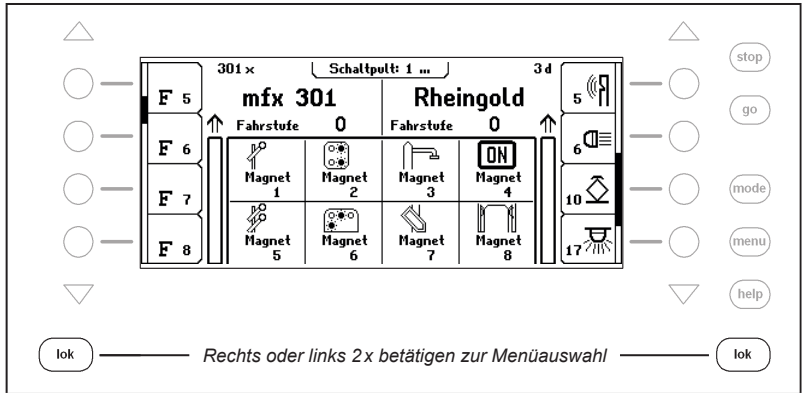 301 x Schaltpult: 1 ... 3 d
mfx 301 Rheingold
Fahrstufe 0 Fahrstufe 0
F 5
F 6
F 7
F 8
Magnet 1
Magnet 2
Magnet 3
ON
Magnet 4
Magnet 5
Magnet 6
Magnet 7
Magnet 8
5
6
10
17
stop
go
mode
menu
help
lok
Rechts oder links 2 x betätigen zur Menüauswahl
lok